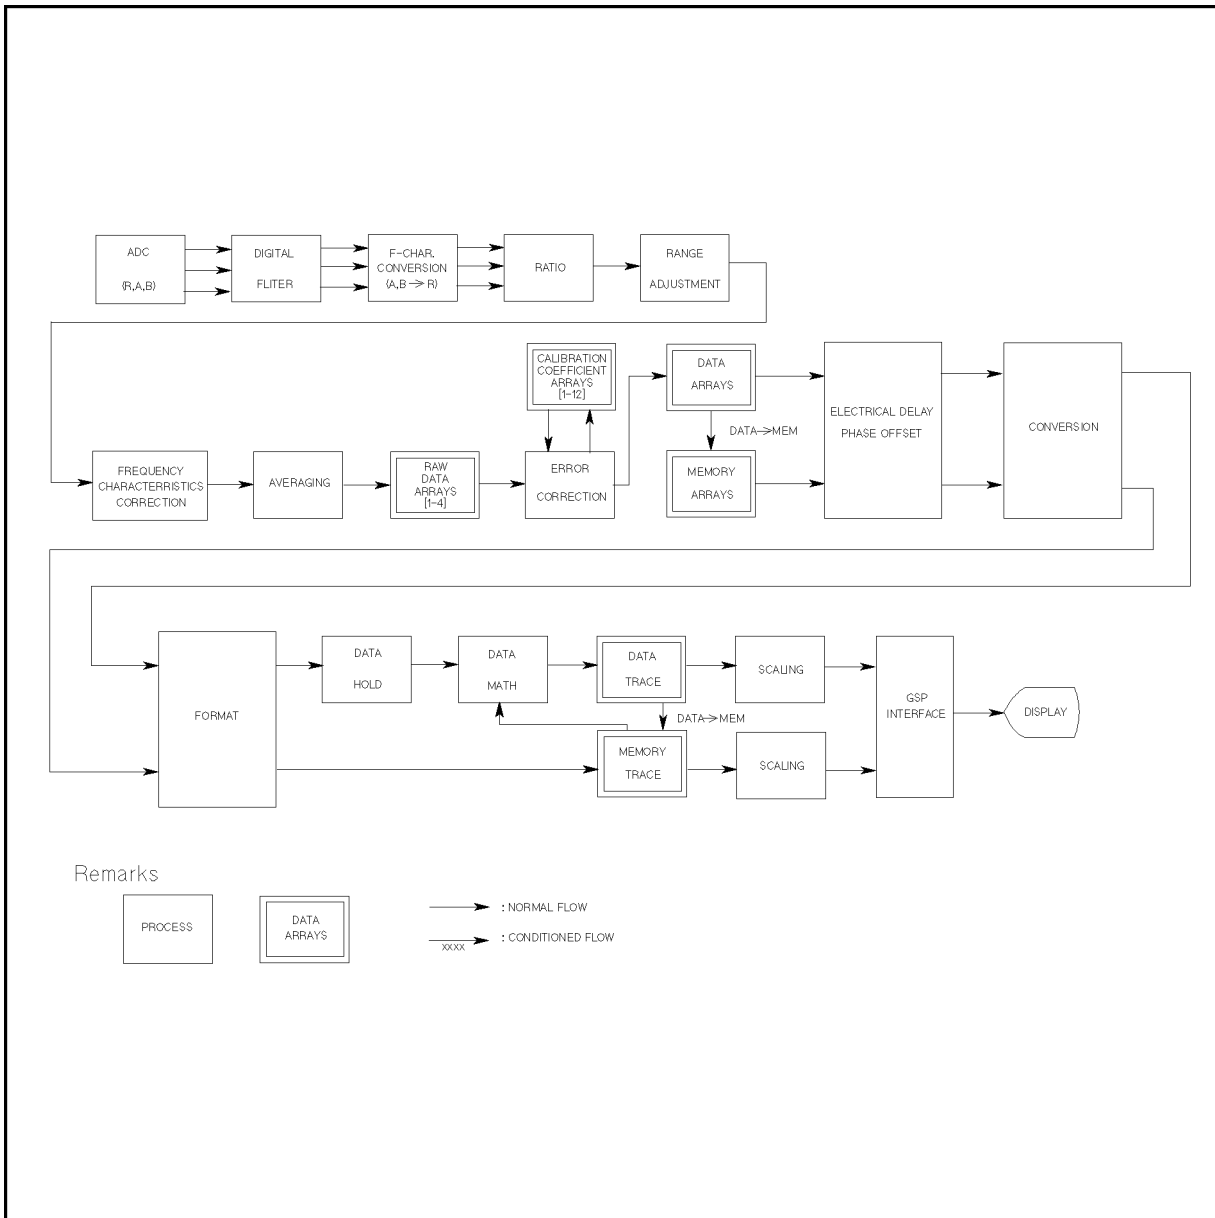 ADC
(R,A,B)
DIGITAL
FLITER
F-CHAR.
CONVERSION
(A,B → R)
RATIO
RANGE
ADJUSTMENT
CALIBRATION
COEFFICIENT
ARRAYS
[1-12]
DATA
ARRAYS
DATA→MEM
ELECTRICAL DELAY
PHASE OFFSET
CONVERSION
FREQUENCY
CHARACTERRISTICS
CORRECTION
AVERAGING
RAW
DATA
ARRAYS
[1-4]
ERROR
CORRECTION
MEMORY
ARRAYS
FORMAT
DATA
HOLD
DATA
MATH
DATA
TRACE
DATA→MEM
MEMORY
TRACE
SCALING
SCALING
GSP
INTERFACE
DISPLAY
Remarks
PROCESS
DATA
ARRAYS
: NORMAL FLOW
xxxx
: CONDITIONED FLOW